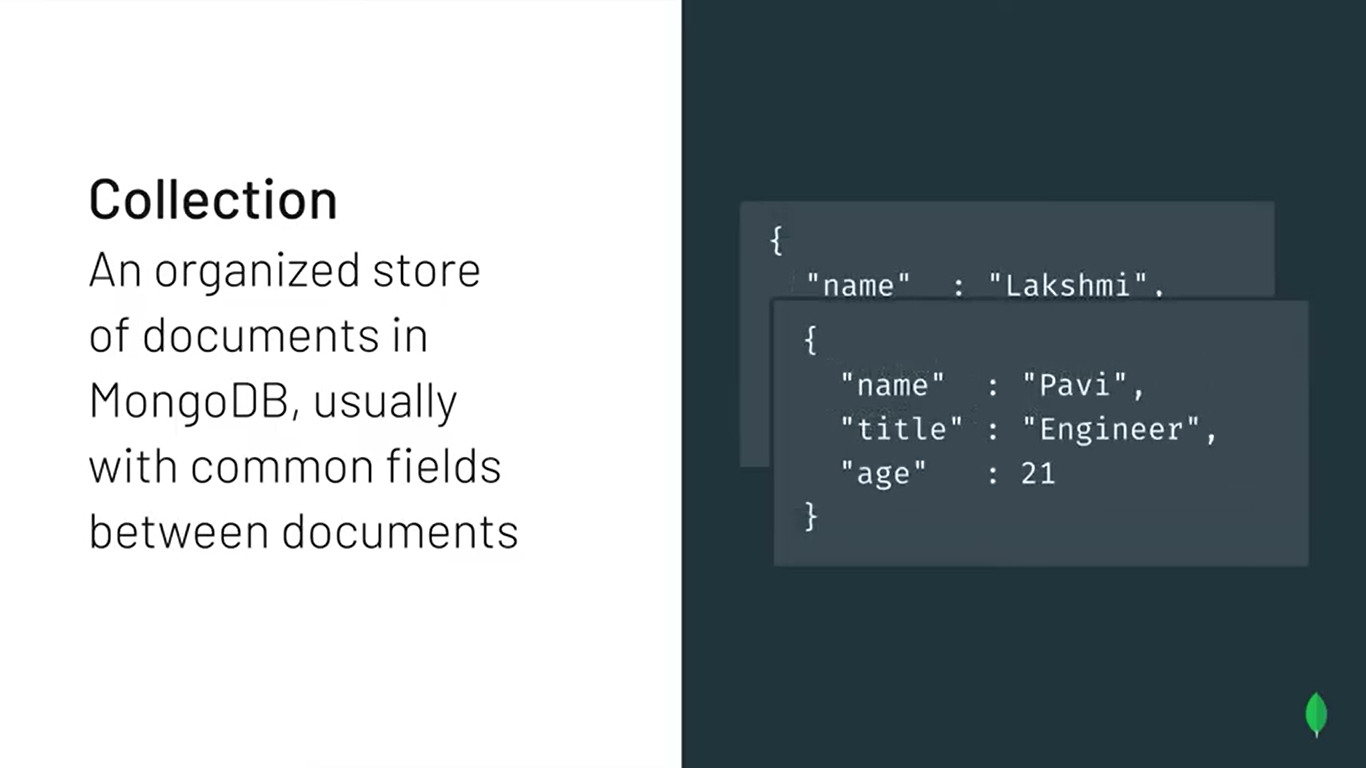 Collection
An organized store
of documents in
MongoDB, usually
with common fields
between documents
{
"name" : "Lakshmi",
{
"name" : "Pavi",
"title" : "Engineer",
"age" : 21
}